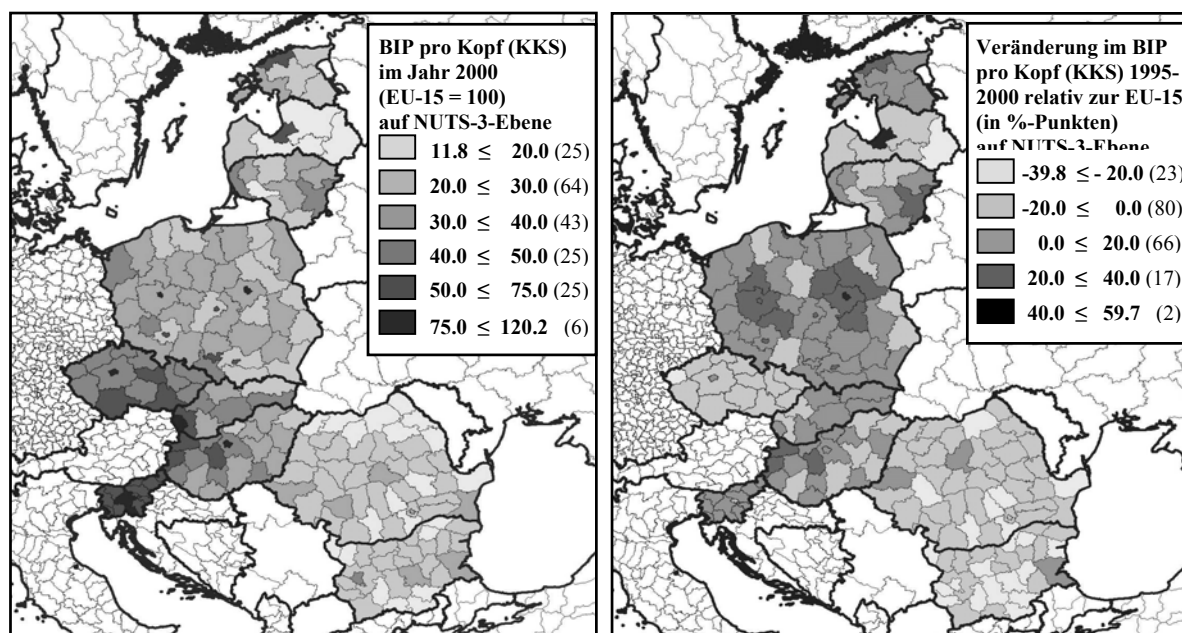 BIP pro Kopf (KKS)
im Jahr 2000
(EU-15 = 100)
auf NUTS-3-Ebene
11.8 ≤ 20.0 (25)
20.0 ≤ 30.0 (64)
30.0 ≤ 40.0 (43)
40.0 ≤ 50.0 (25)
50.0 ≤ 75.0 (25)
75.0 ≤ 120.2 (6)
Veränderung im BIP
pro Kopf (KKS) 1995-
2000 relativ zur EU-15
(in %-Punkten)
auf NUTS-3-Ebene
-39.8 ≤ - 20.0 (23)
-20.0 ≤ 0.0 (80)
0.0 ≤ 20.0 (66)
20.0 ≤ 40.0 (17)
40.0 ≤ 59.7 (2)